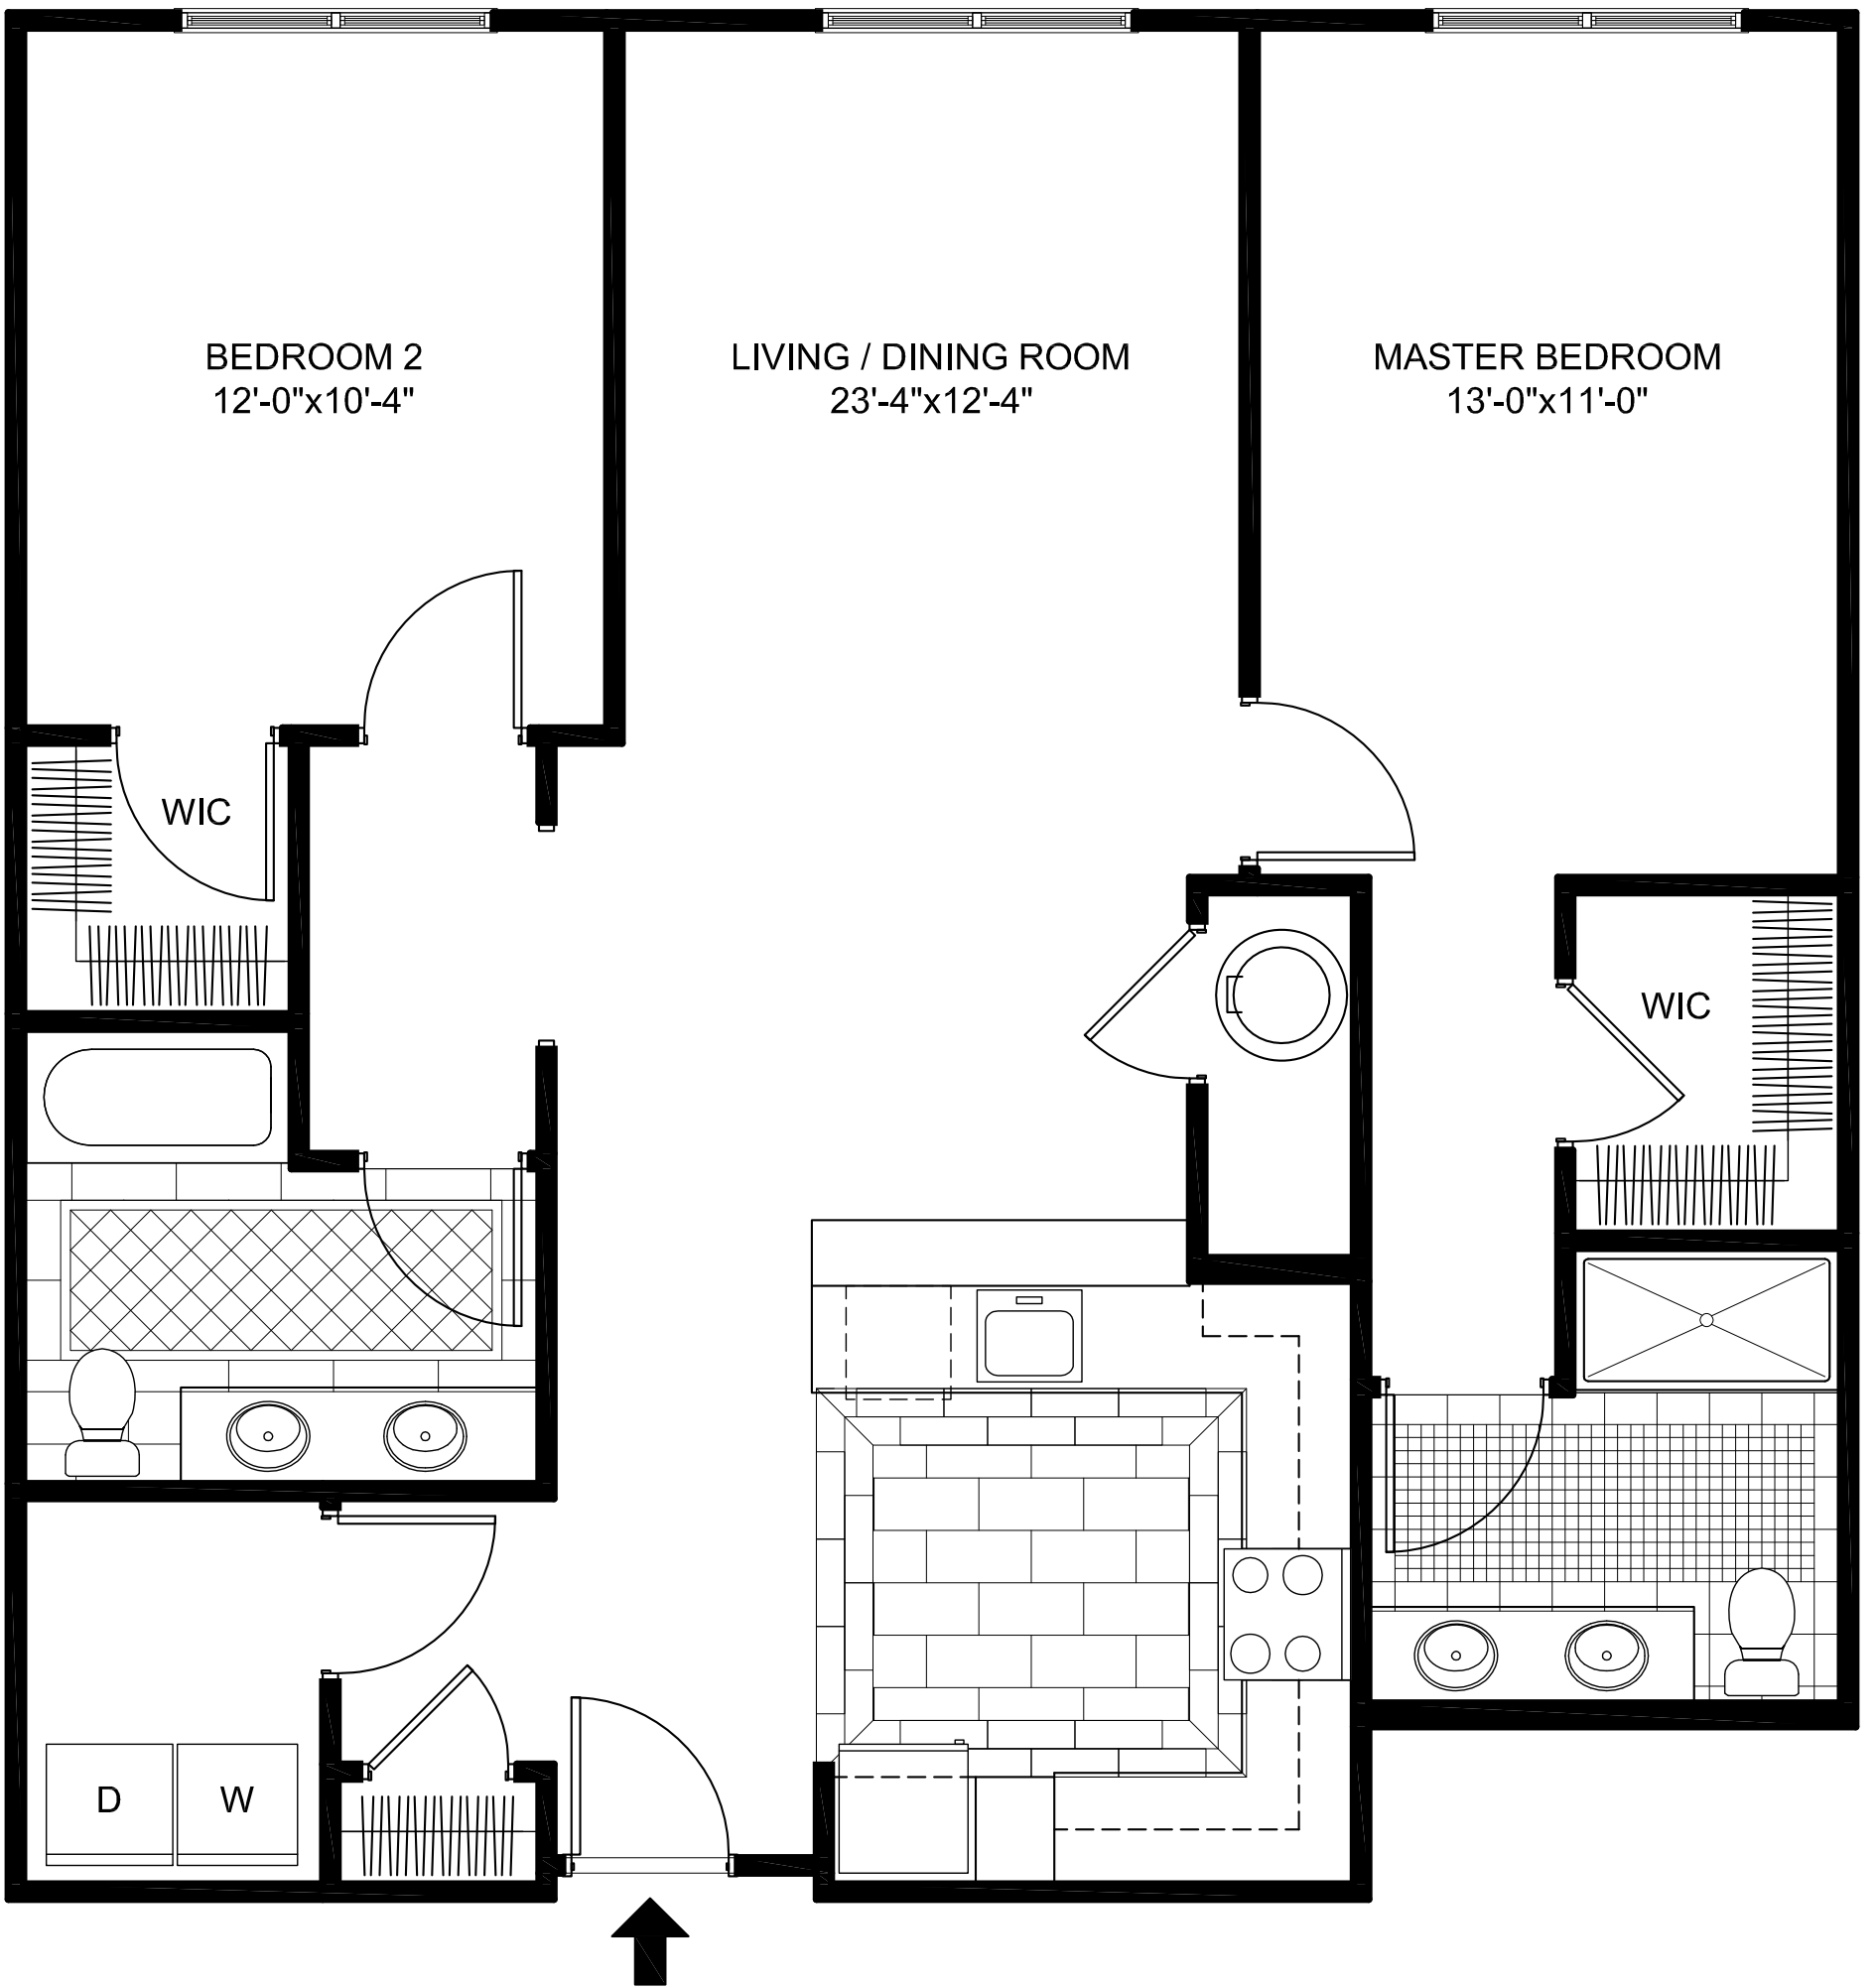 BEDROOM 2
12'-0"x10'-4"
LIVING / DINING ROOM
23'-4"x12'-4"
MASTER BEDROOM
13'-0"x11'-0"
WIC
WIC
D
W